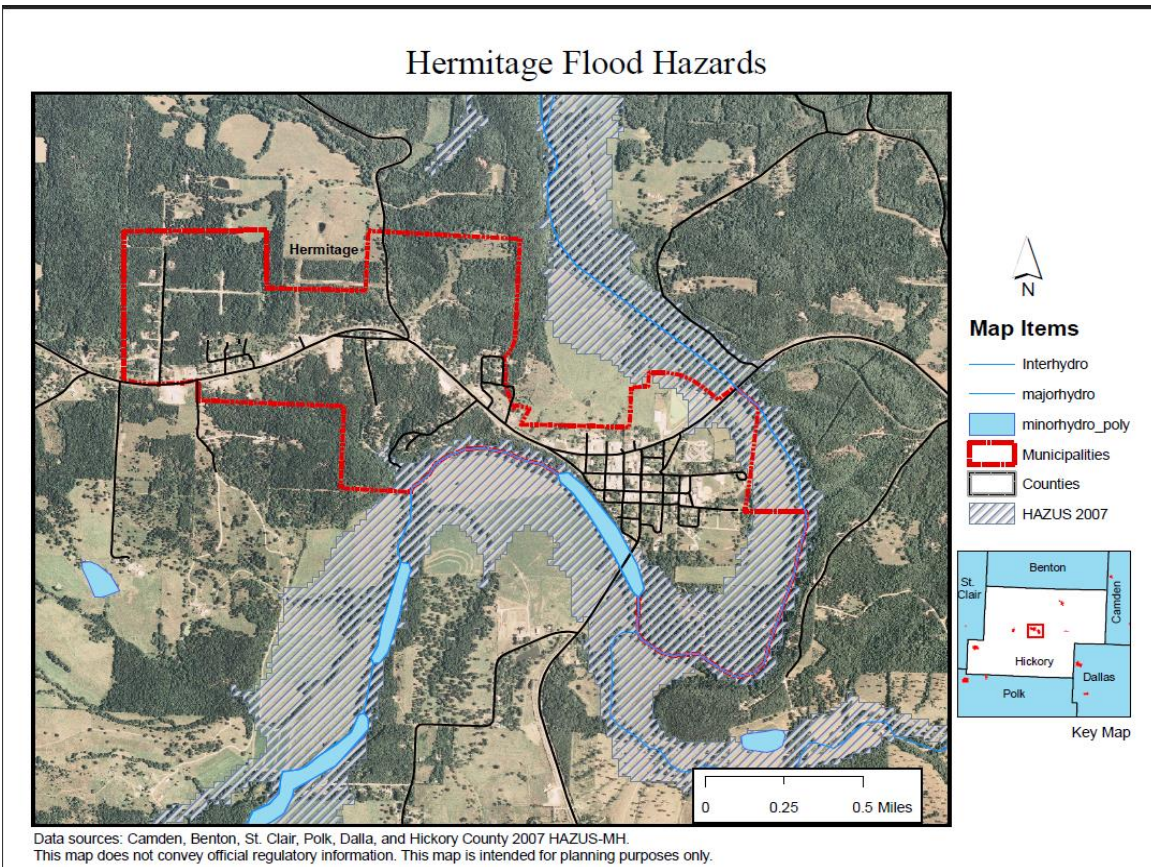 Hermitage Flood Hazards
Hermitage
N
Map Items
Interhydro
majorhydro
minorhydro_poly
Municipalities
Counties
HAZUS 2007
Benton
St.
Clair
Camden
Hickory
Dallas
Polk
Key Map
0 0.25 0.5 Miles
Data sources: Camden, Benton, St. Clair, Polk, Dalla, and Hickory County 2007 HAZUS-MH.
This map does not convey official regulatory information. This map is intended for planning purposes only.